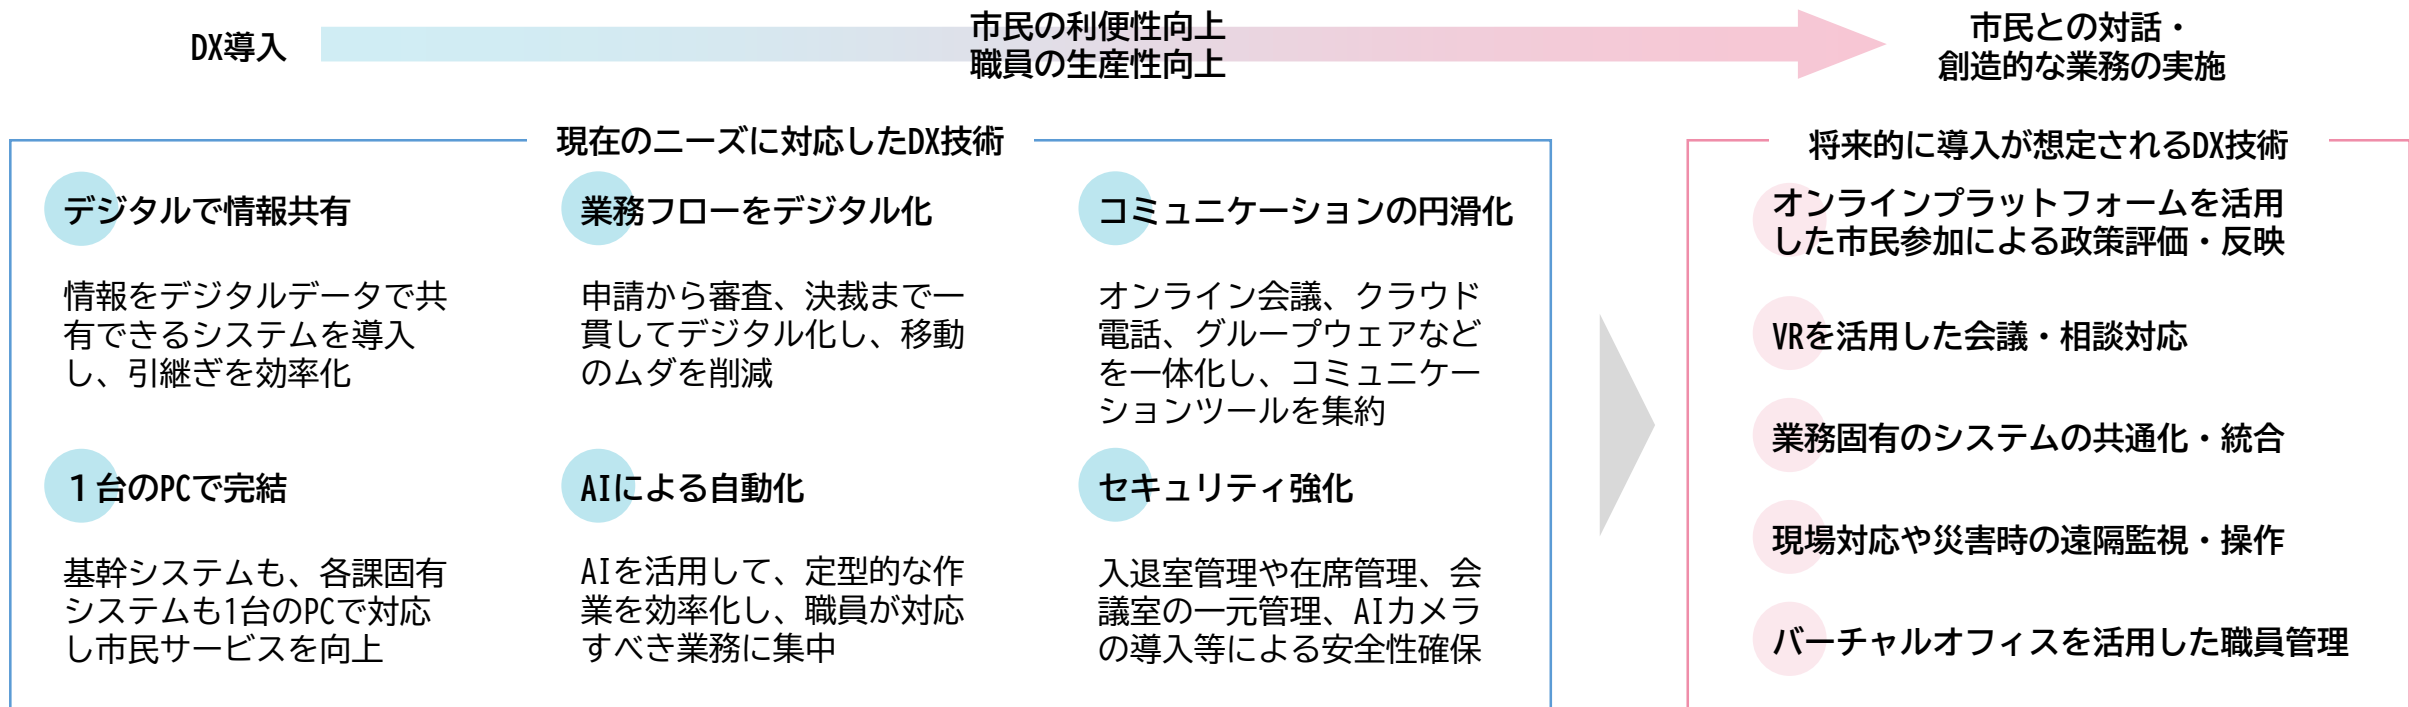 DX導入
市民の利便性向上
職員の生産性向上
市民との対話・
創造的な業務の実施
現在のニーズに対応したDX技術
デジタルで情報共有
情報をデジタルデータで共
有できるシステムを導入
し、引継ぎを効率化
業務フローをデジタル化
申請から審査、決裁まで一
貫してデジタル化し、移動
のムダを削減
コミュニケーションの円滑化
オンライン会議、クラウド
電話、グループウェアなど
を一体化し、コミュニケー
ションツールを集約
１台のPCで完結
基幹システムも、各課固有
システムも1台のPCで対応
し市民サービスを向上
AIによる自動化
AIを活用して、定型的な作
業を効率化し、職員が対応
すべき業務に集中
セキュリティ強化
入退室管理や在席管理、会
議室の一元管理、AIカメラ
の導入等による安全性確保
将来的に導入が想定されるDX技術
オンラインプラットフォームを活用
した市民参加による政策評価・反映
VRを活用した会議・相談対応
業務固有のシステムの共通化・統合
現場対応や災害時の遠隔監視・操作
バーチャルオフィスを活用した職員管理